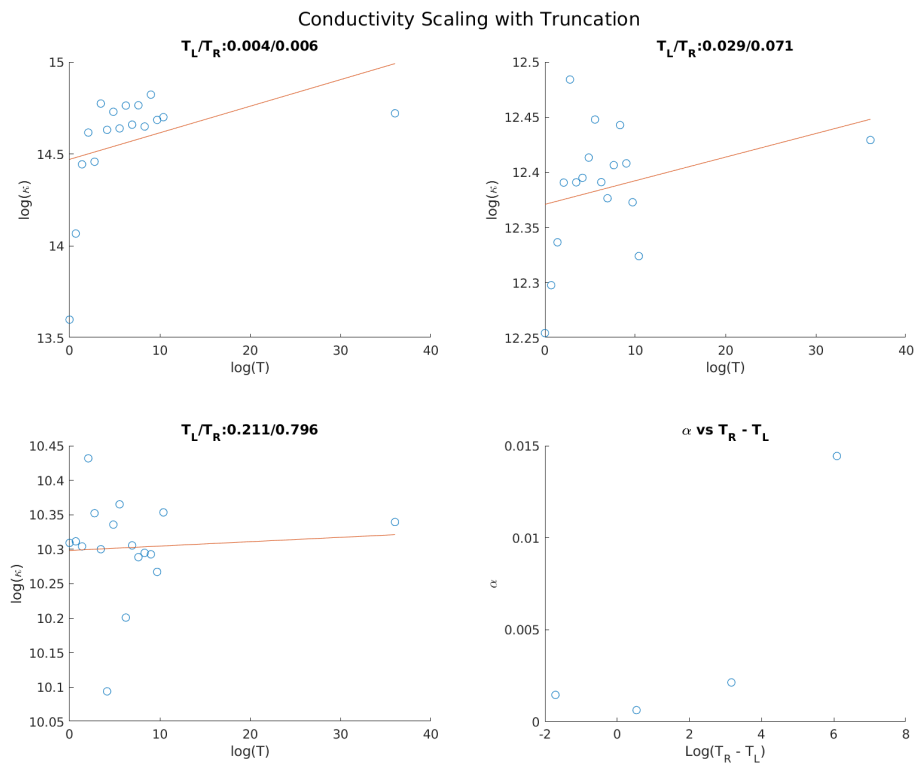 Conductivity Scaling with Truncation
T_L/T_R:0.004/0.006
15
14.5
14
13.5
log(κ)
0 10 20 30 40
log(T)
T_L/T_R:0.029/0.071
12.5
12.45
12.4
12.35
12.3
12.25
log(κ)
0 10 20 30 40
log(T)
T_L/T_R:0.211/0.796
10.45
10.4
10.35
10.3
10.25
10.2
10.15
10.1
10.05
log(κ)
0 10 20 30 40
log(T)
α vs T_R - T_L
0.015
0.01
0.005
0
α
-2 0 2 4 6 8
Log(T_R - T_L)